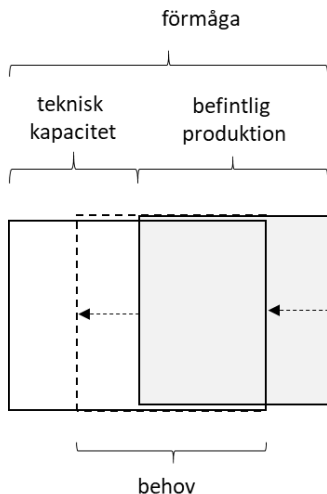 förmåga
teknisk
kapacitet
befintlig
produktion
behov